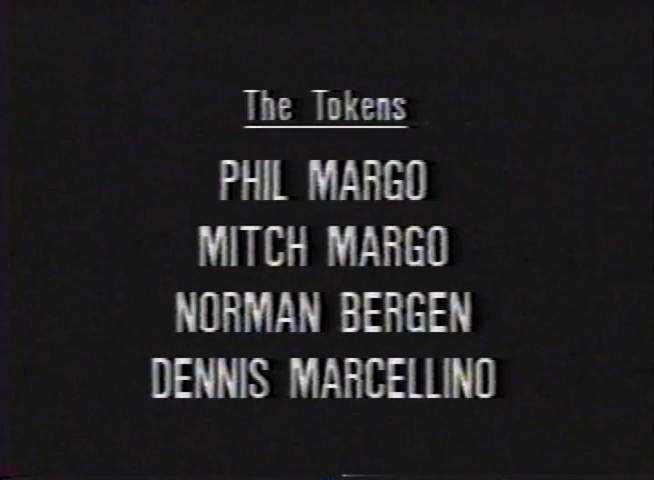 The Tokens
PHIL MARGO
MITCH MARGO
NORMAN BERGEN
DENNIS MARCELLINO